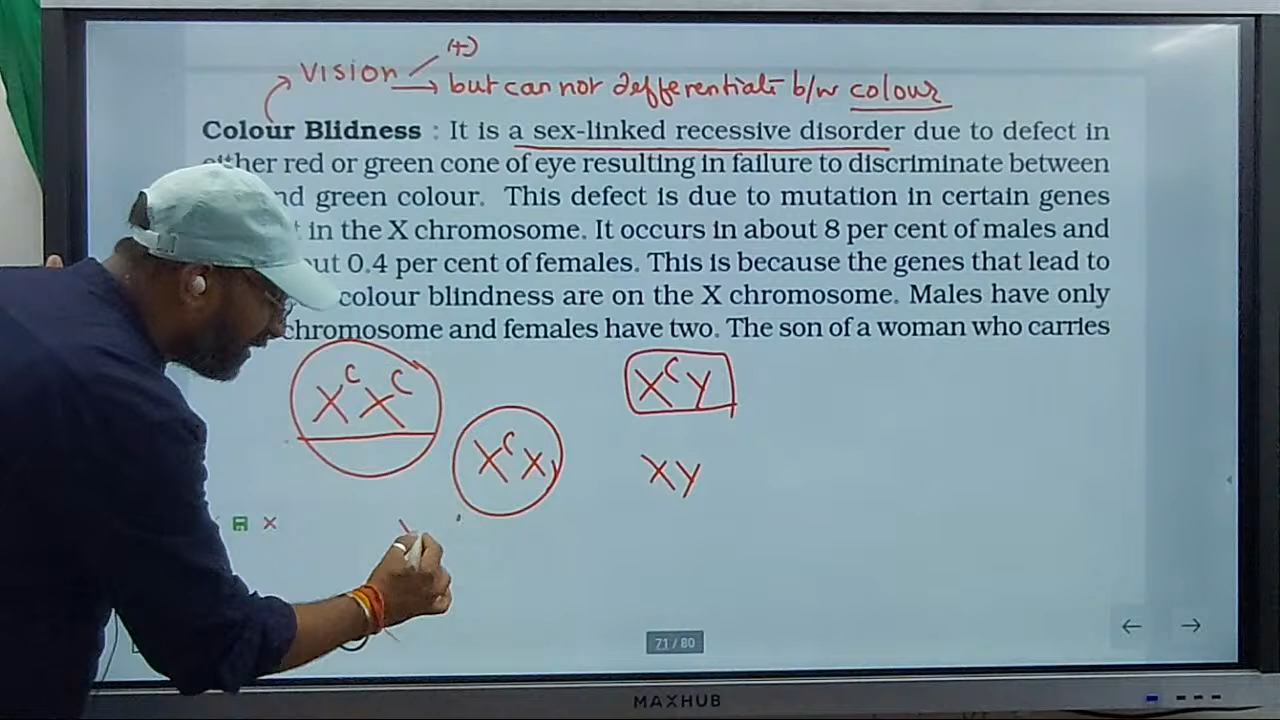 (+)
vision
but can not defferentiate b/w colour
Colour Blidness : It is a sex-linked recessive disorder due to defect in
either red or green cone of eye resulting in failure to discriminate between
green colour. This defect is due to mutation in certain genes
in the X chromosome. It occurs in about 8 per cent of males and
0.4 per cent of females. This is because the genes that lead to
colour blindness are on the X chromosome. Males have only
chromosome and females have two. The son of a woman who carries
XᶜXᶜ XᶜY
XᶜX XY
71 / 80
MAXHUB